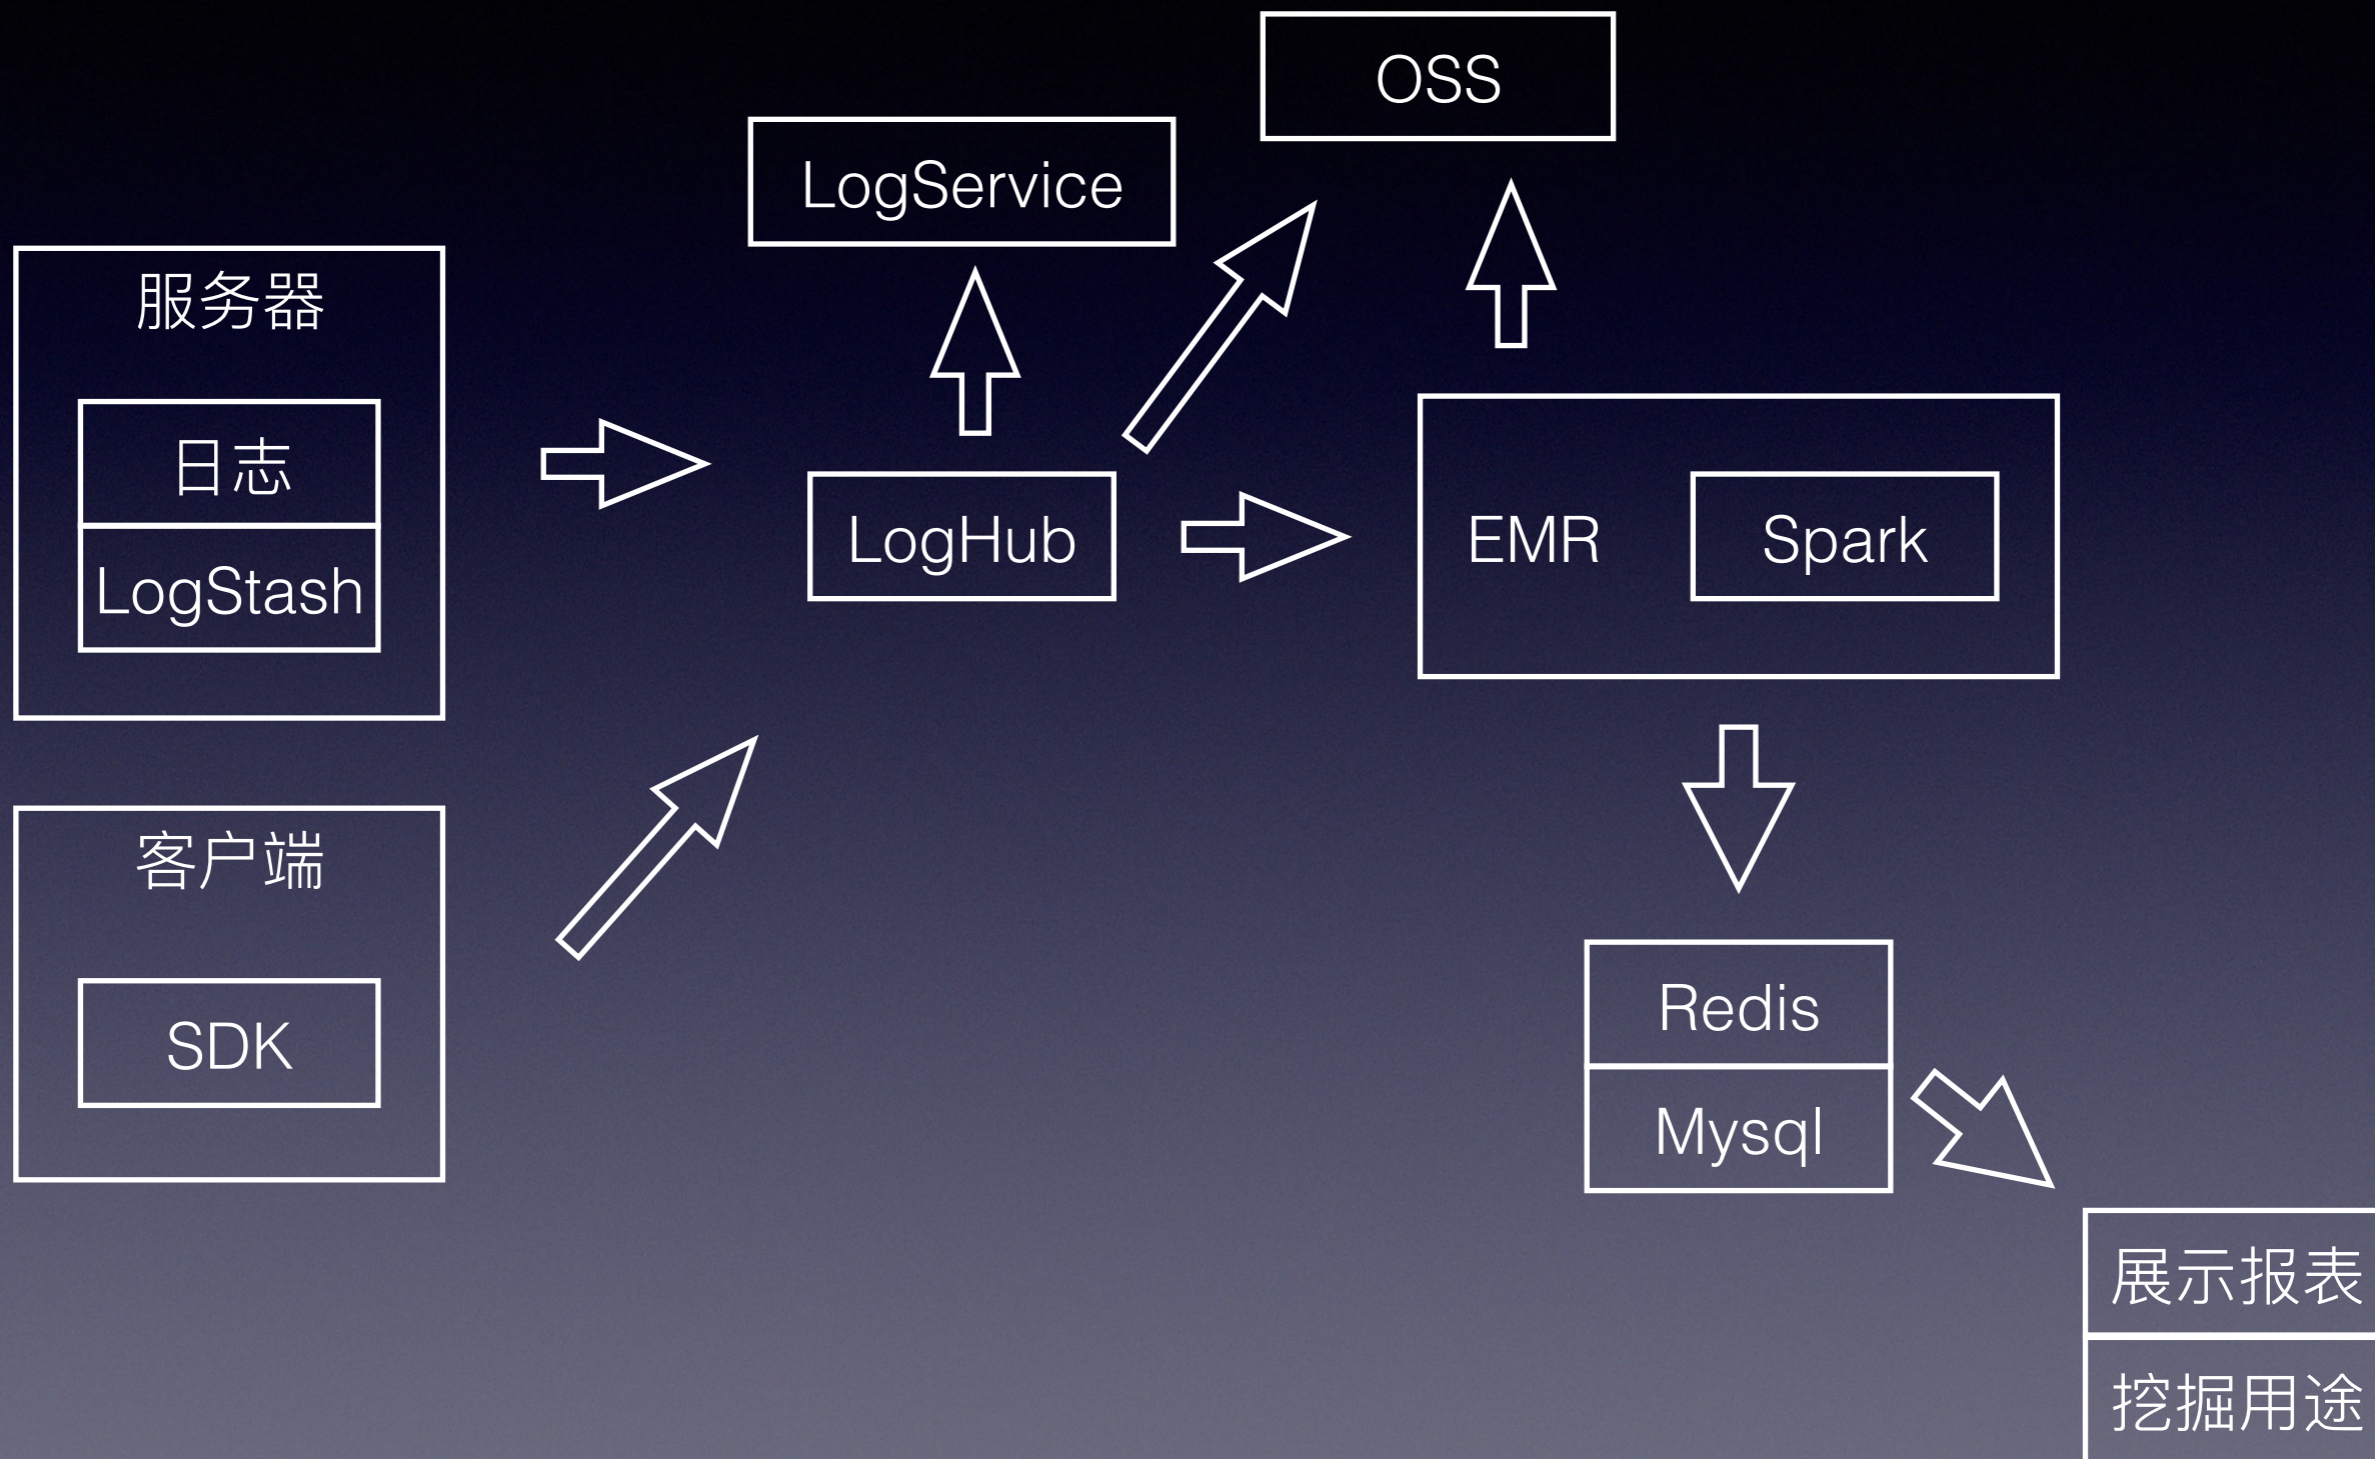 OSS
LogService
服务器
日志
LogStash
LogHub
EMR
Spark
客户端
SDK
Redis
Mysql
展示报表
挖掘用途